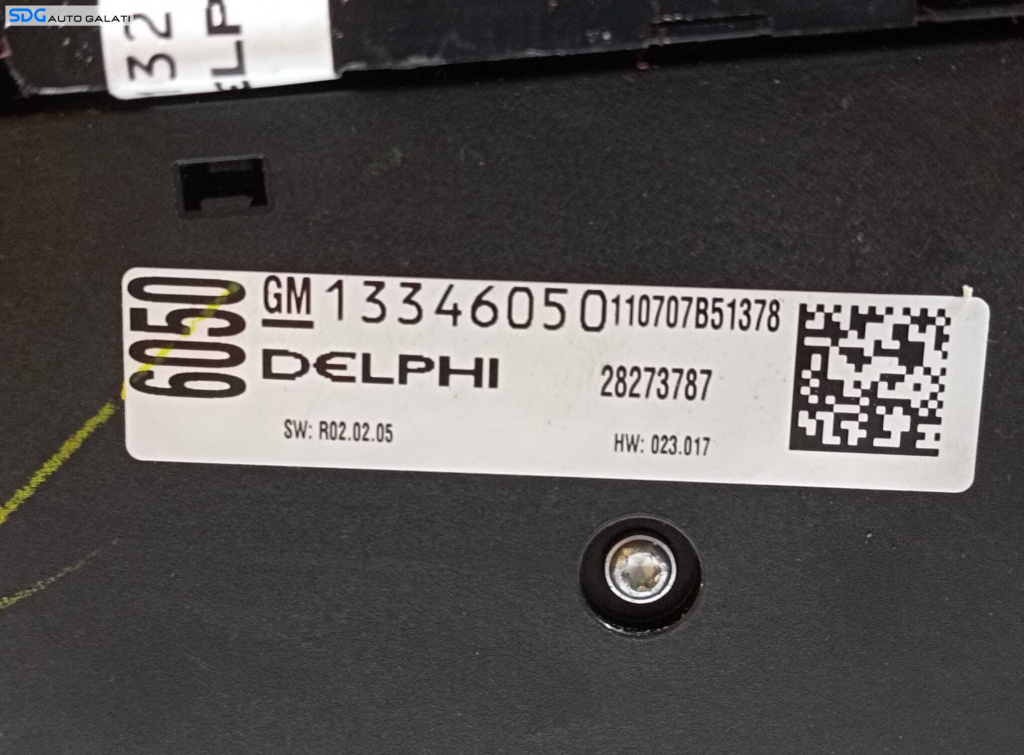 SDG AUTO GALATI
6050
GM 13346050 110707B51378
DELPHI 28273787
SW: R02.02.05 HW: 023.017